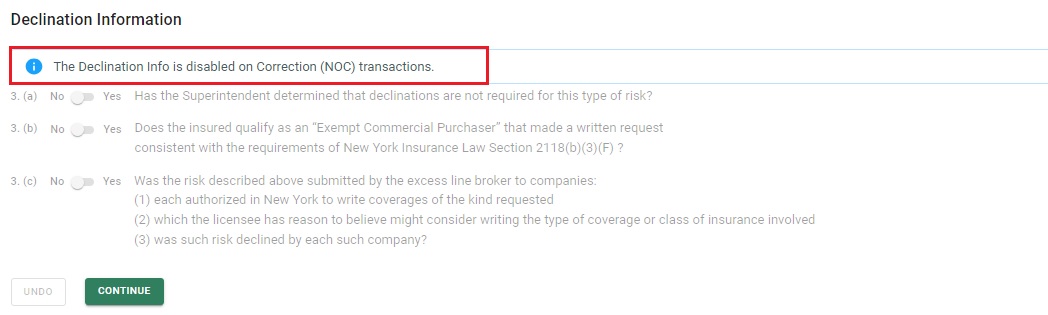 Declination Information
The Declination Info is disabled on Correction (NOC) transactions.
3. (a) No Yes Has the Superintendent determined that declinations are not required for this type of risk?
3. (b) No Yes Does the insured qualify as an “Exempt Commercial Purchaser” that made a written request
consistent with the requirements of New York Insurance Law Section 2118(b)(3)(F) ?
3. (c) No Yes Was the risk described above submitted by the excess line broker to companies:
(1) each authorized in New York to write coverages of the kind requested
(2) which the licensee has reason to believe might consider writing the type of coverage or class of insurance involved
(3) was such risk declined by each such company?
UNDO CONTINUE